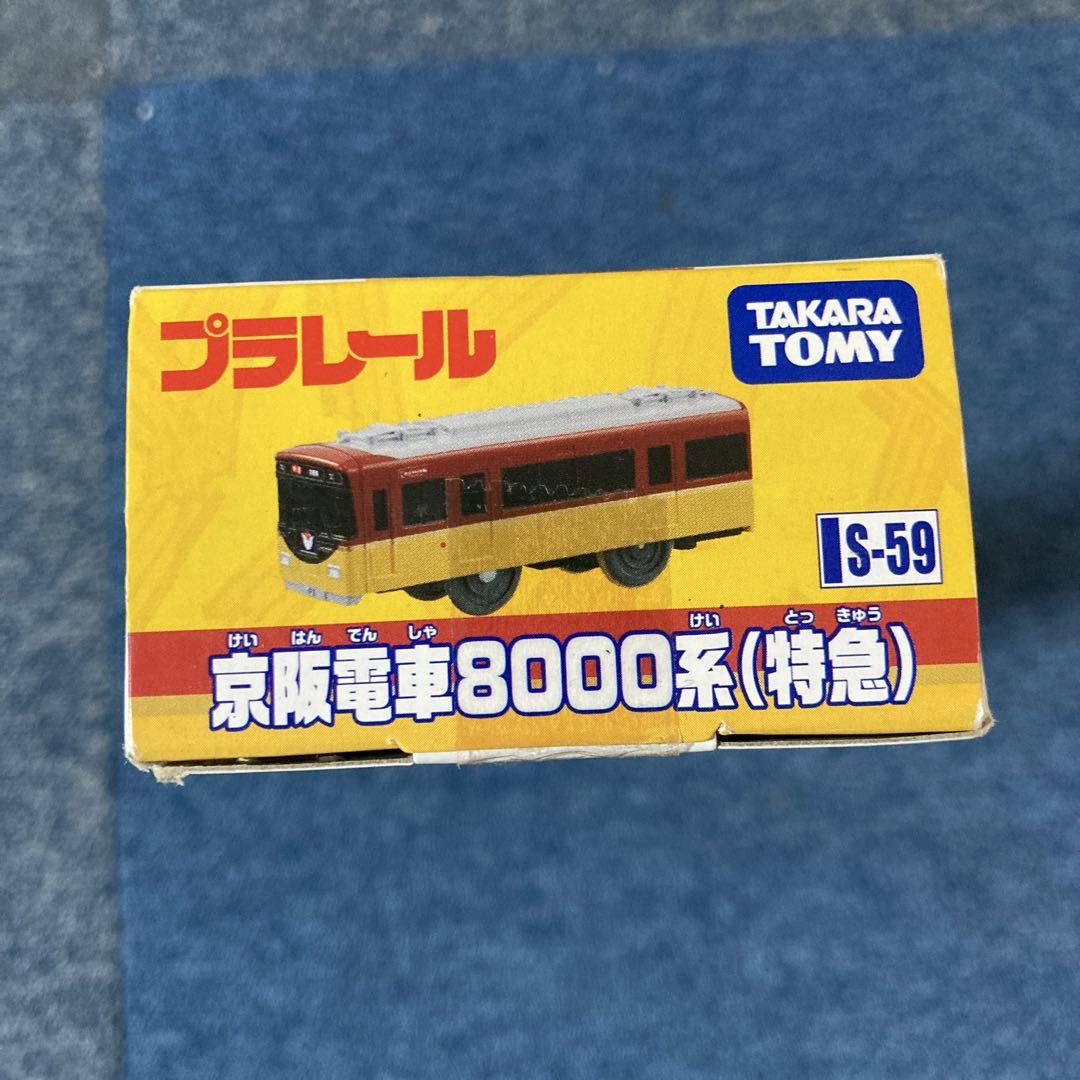 プラレール
TAKARA
TOMY
S-59
けい はん でん しゃ けい とっ きゅう
京阪電車8000系(特急)